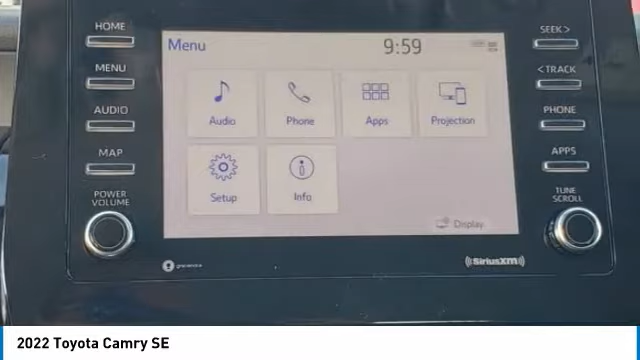 HOME
MENU
AUDIO
MAP
POWER
VOLUME
Menu
9:59
Audio
Phone
Apps
Projection
Setup
Info
Display
SEEK>
<TRACK
PHONE
APPS
TUNE
SCROLL
gracenote
SiriusXM
2022 Toyota Camry SE